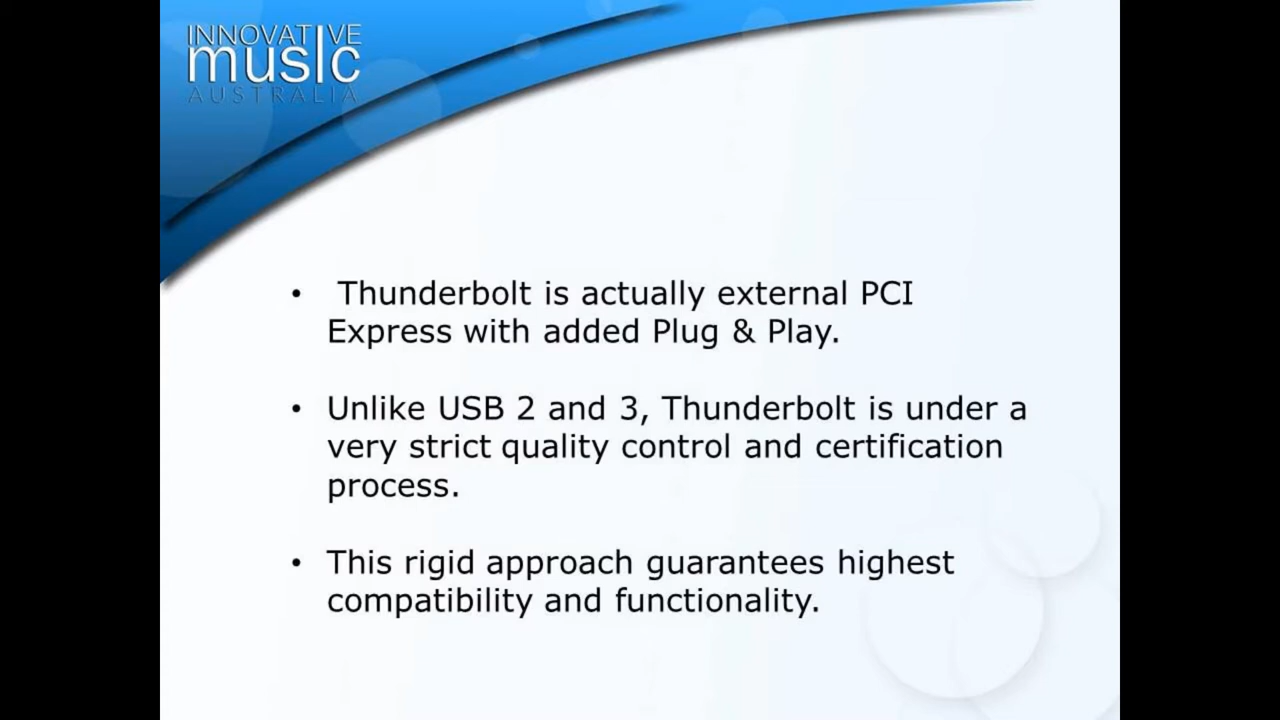 INNOVATIVE
music
AUSTRALIA
• Thunderbolt is actually external PCI
Express with added Plug & Play.
• Unlike USB 2 and 3, Thunderbolt is under a
very strict quality control and certification
process.
• This rigid approach guarantees highest
compatibility and functionality.